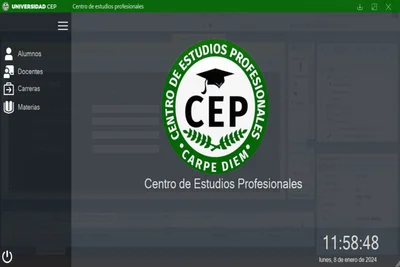 UNIVERSIDAD CEP
Centro de estudios profesionales
Alumnos
Docentes
Carreras
Materias
CENTRO DE ESTUDIOS PROFESIONALES
CEP
CARPE DIEM
Centro de Estudios Profesionales
11:58:48
lunes, 8 de enero de 2024